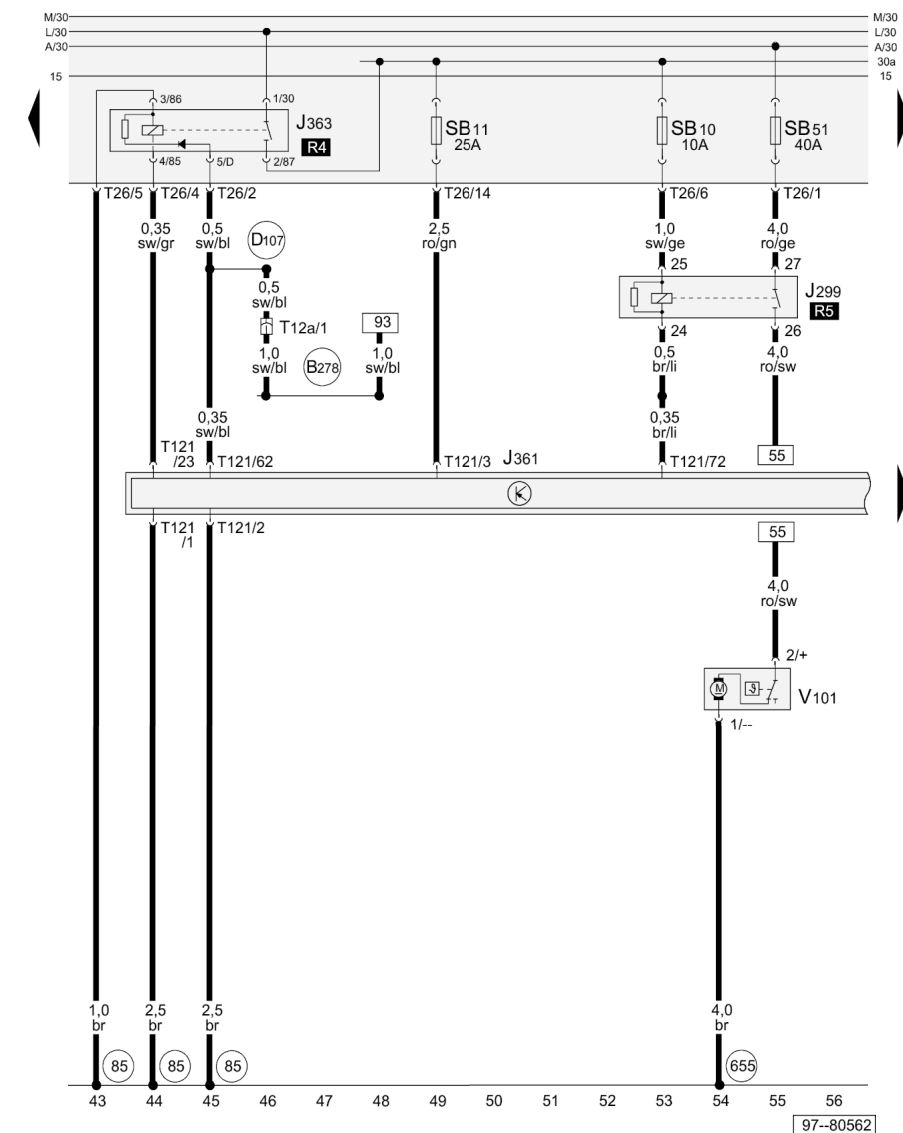 M/30 M/30
L/30 L/30
A/30 A/30
30a
15 15
3/86 1/30
J363
R4
SB11
25A
SB10
10A
SB51
40A
4/85 5/D 2/87
T26/5 T26/4 T26/2 T26/14 T26/6 T26/1
0,35
sw/gr
0,5
sw/bl
D107
2,5
ro/gn
1,0
sw/ge
4,0
ro/ge
25 27
0,5
sw/bl
J299
R5
T12a/1
93
24 26
1,0
sw/bl
B278
1,0
sw/bl
0,5
br/li
4,0
ro/sw
0,35
sw/bl
0,35
br/li
T121
/23
T121/62
T121/3
J361
T121/72
55
T121
/1
T121/2
55
4,0
ro/sw
2/+
M
ϑ
V101
1/--
1,0
br
2,5
br
2,5
br
4,0
br
85 85 85 655
43 44 45 46 47 48 49 50 51 52 53 54 55 56
97--80562